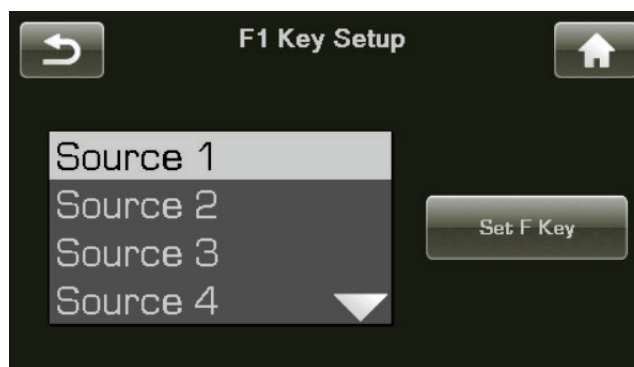 F1 Key Setup
Source 1
Source 2
Source 3
Source 4
Set F Key